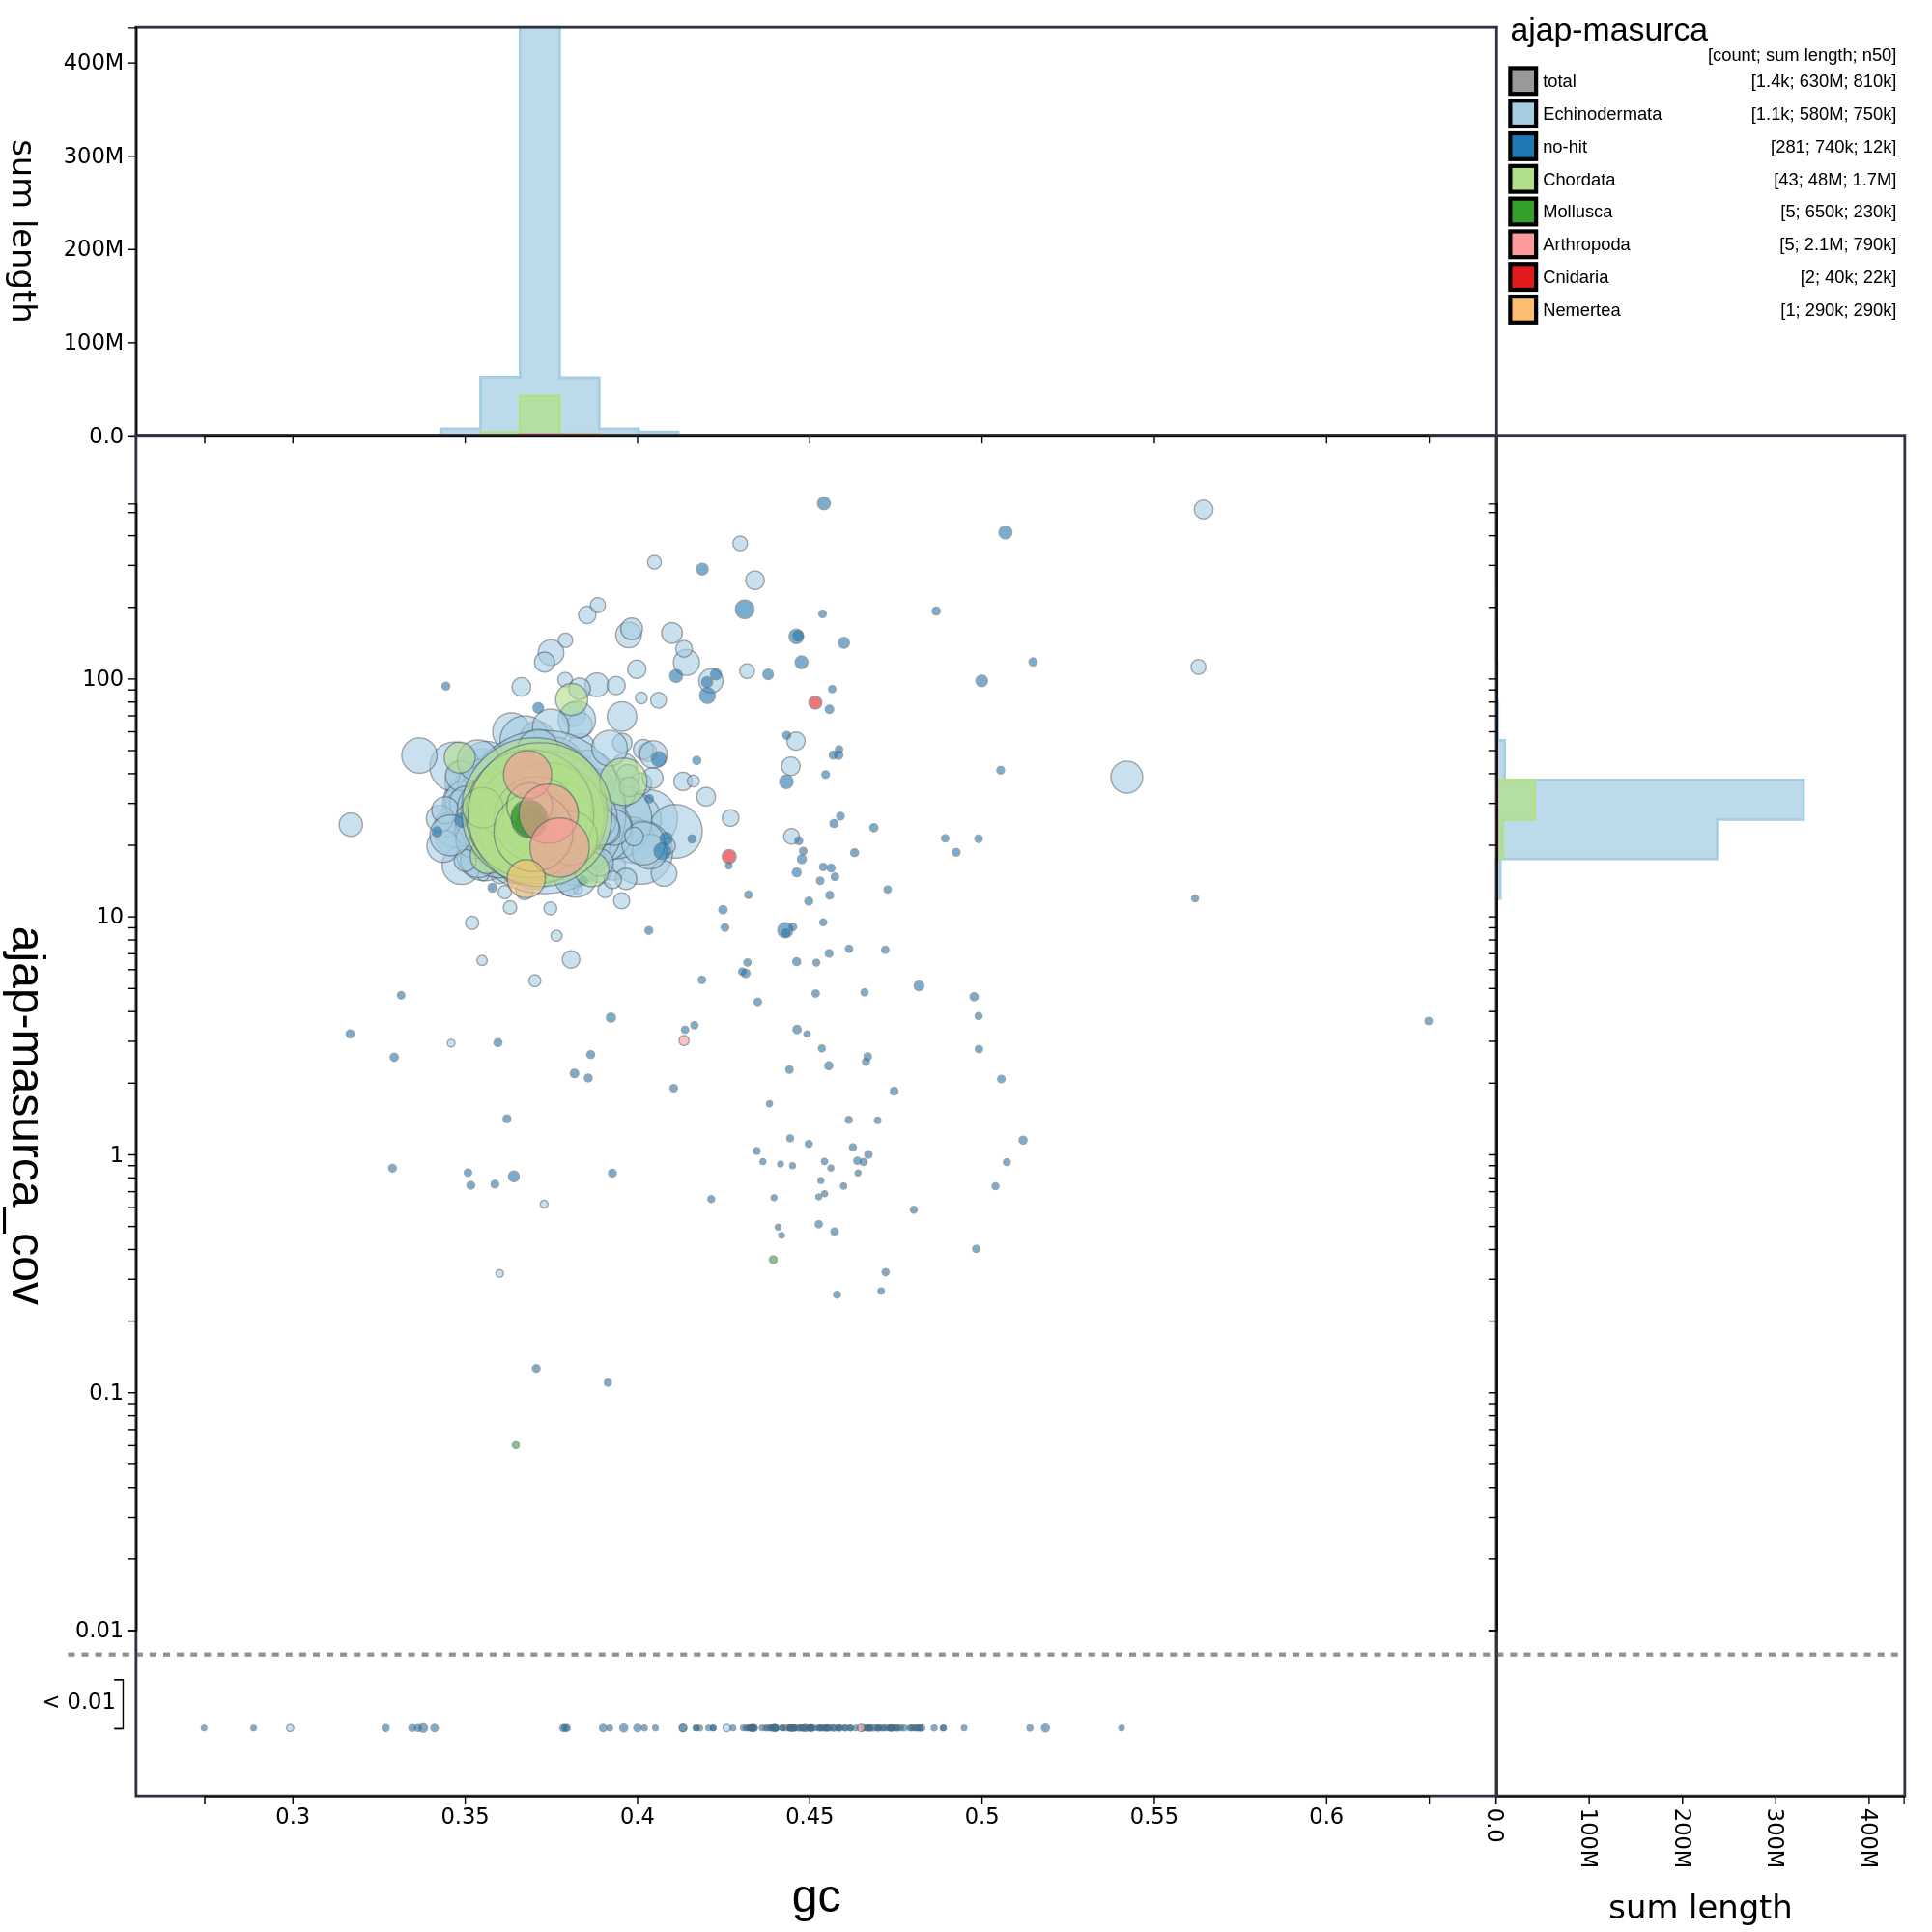 ajap-masurca
[count; sum length; n50]
total [1.4k; 630M; 810k]
Echinodermata [1.1k; 580M; 750k]
no-hit [281; 740k; 12k]
Chordata [43; 48M; 1.7M]
Mollusca [5; 650k; 230k]
Arthropoda [5; 2.1M; 790k]
Cnidaria [2; 40k; 22k]
Nemertea [1; 290k; 290k]
sum length
400M
300M
200M
100M
0.0
ajap-masurca_cov
100
10
1
0.1
0.01
< 0.01
0.3 0.35 0.4 0.45 0.5 0.55 0.6
gc
0.0 100M 200M 300M 400M
sum length